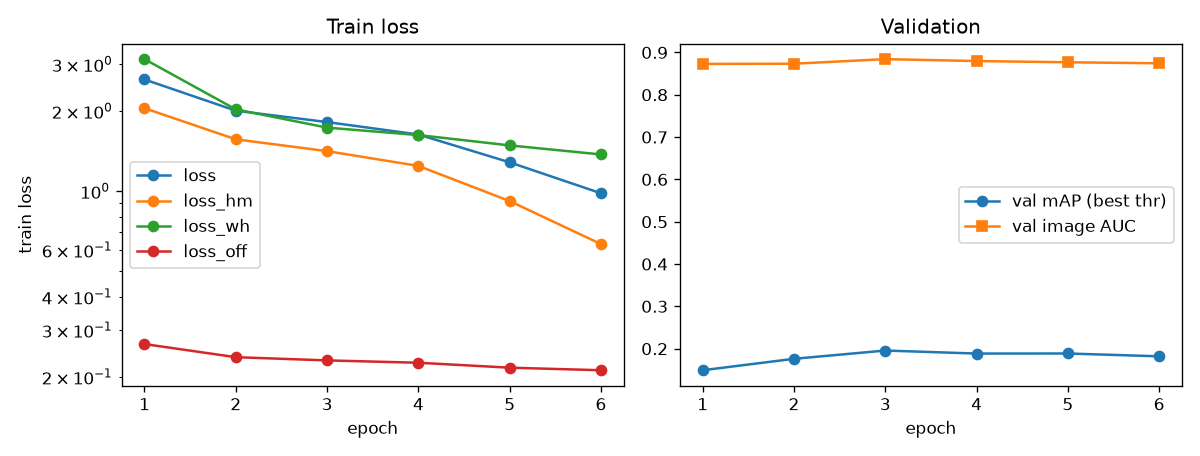 Train loss
train loss
3 × 10⁰
2 × 10⁰
10⁰
6 × 10⁻¹
4 × 10⁻¹
3 × 10⁻¹
2 × 10⁻¹
loss
loss_hm
loss_wh
loss_off
1 2 3 4 5 6
epoch
Validation
0.9
0.8
0.7
0.6
0.5
0.4
0.3
0.2
val mAP (best thr)
val image AUC
1 2 3 4 5 6
epoch